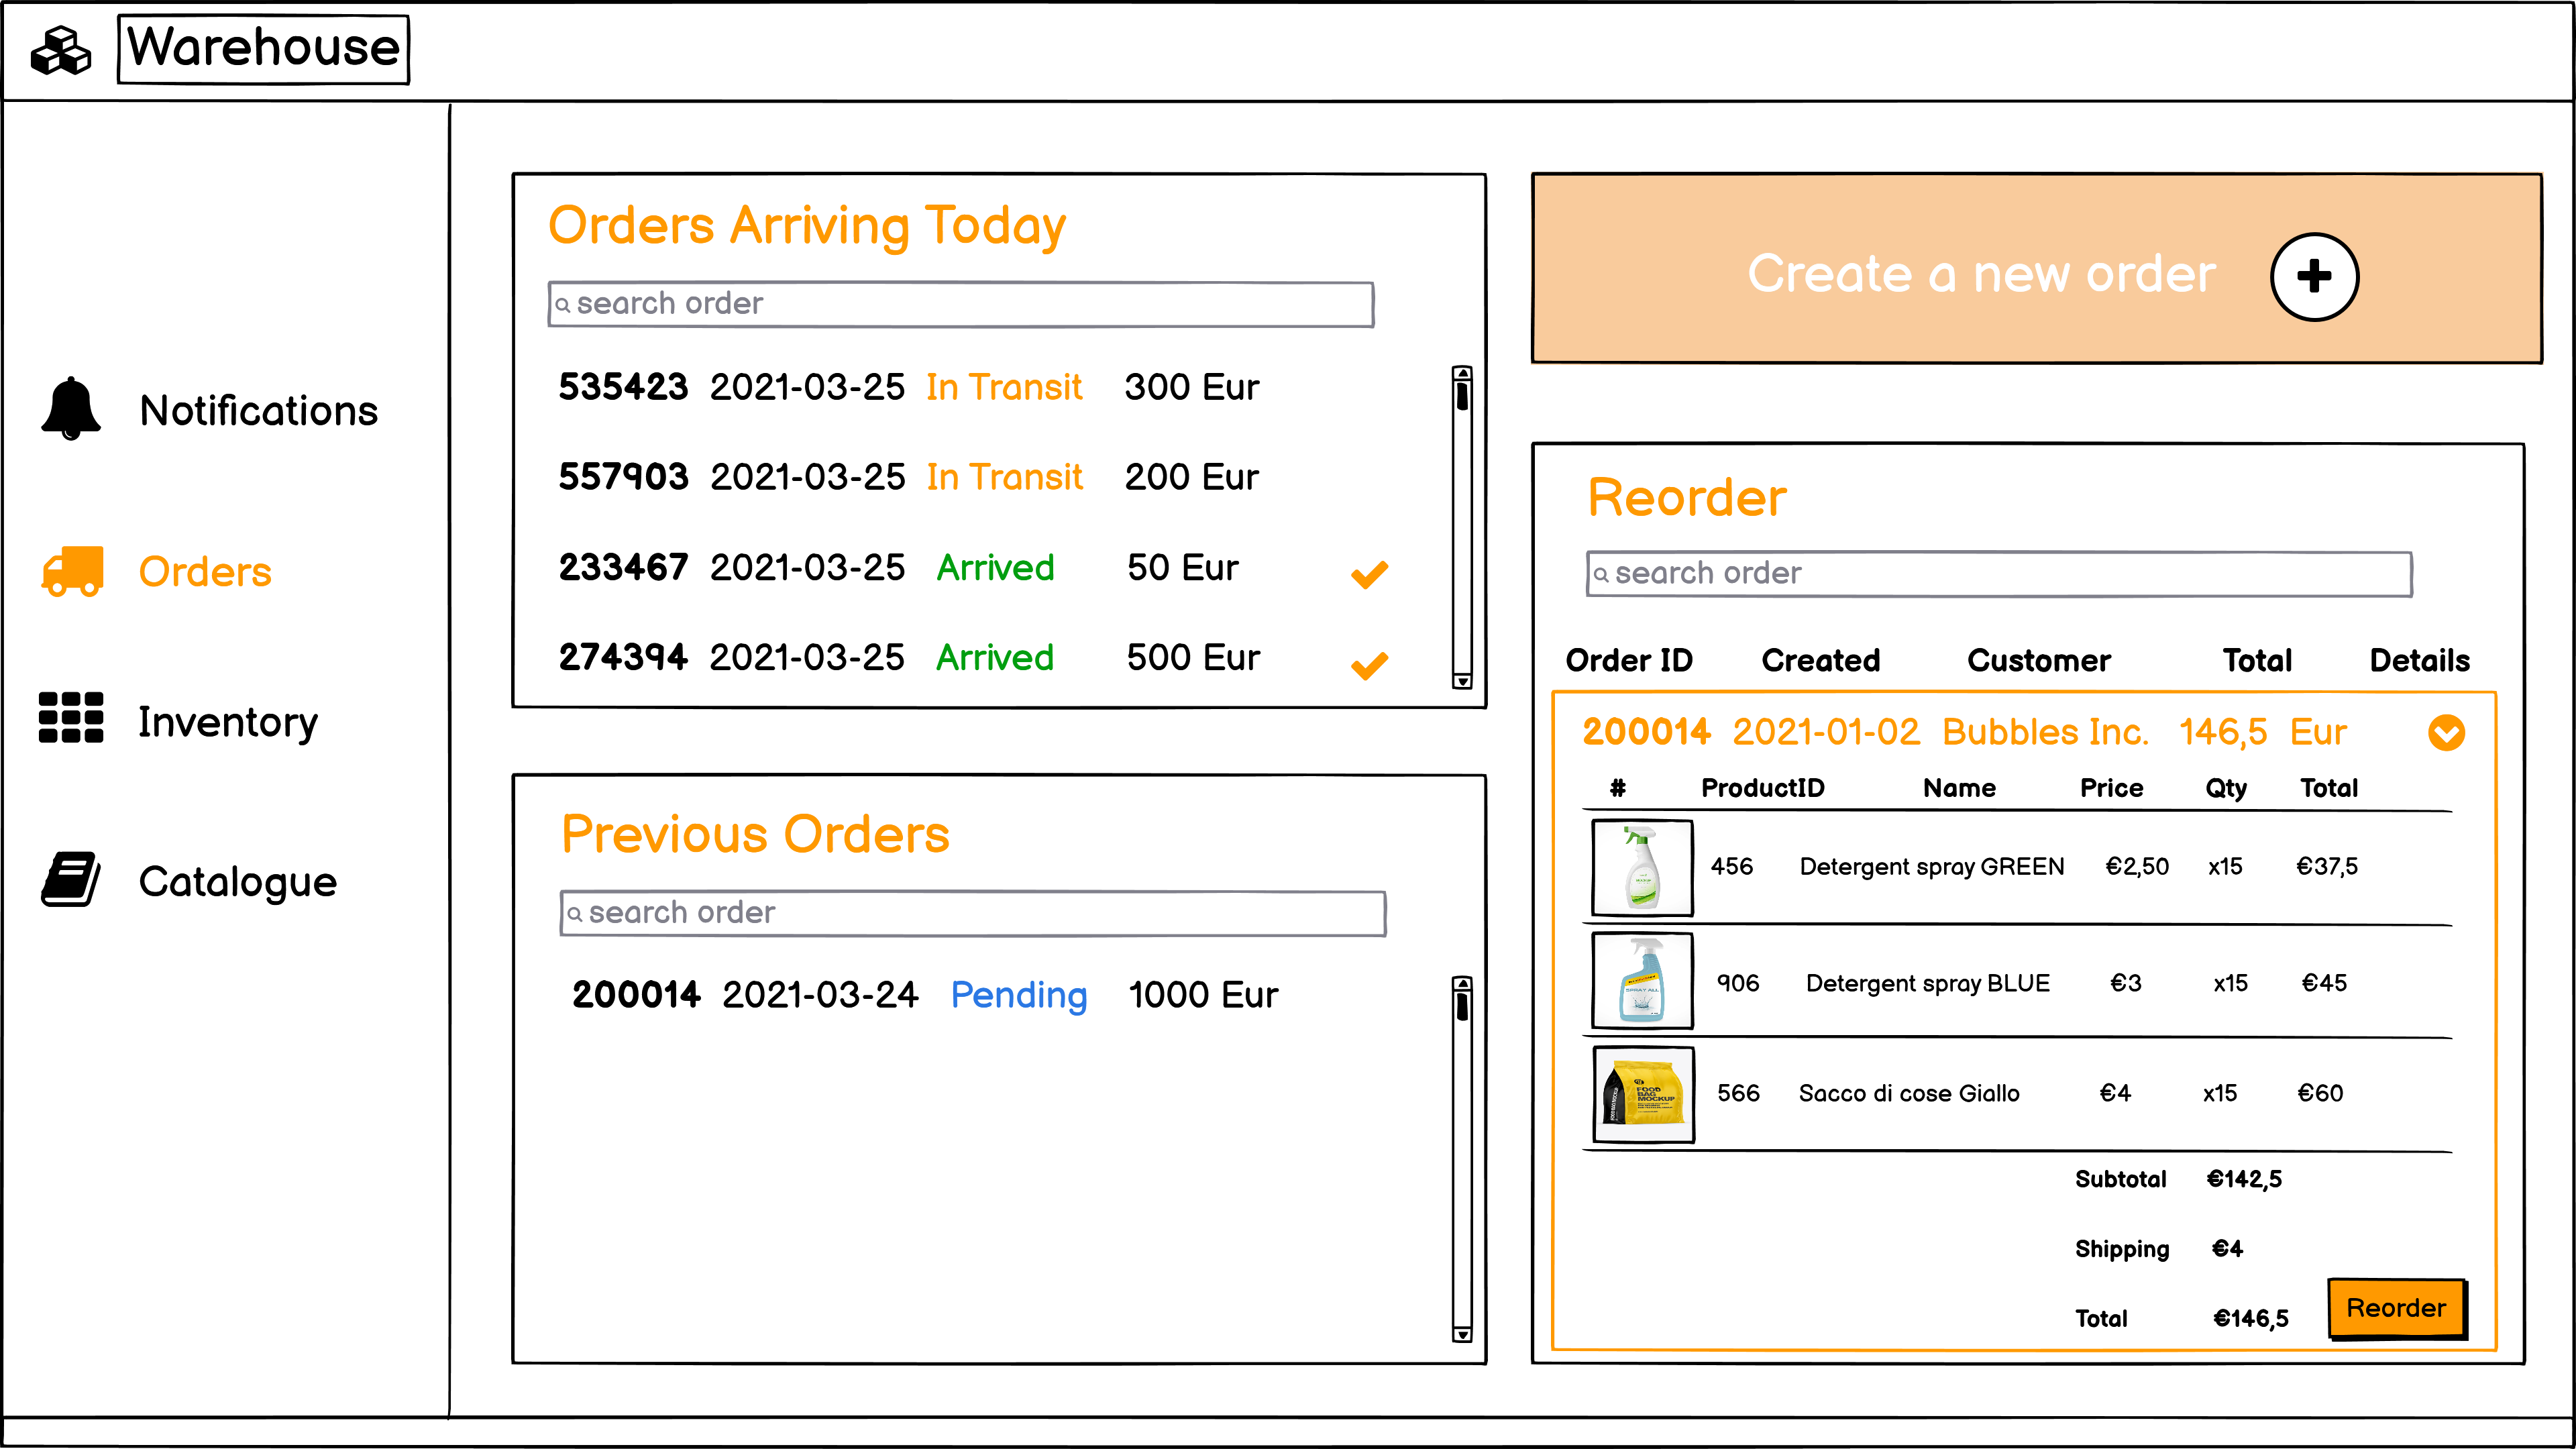 Warehouse
Notifications
Orders
Inventory
Catalogue
Orders Arriving Today
search order
535423 2021-03-25 In Transit 300 Eur
557903 2021-03-25 In Transit 200 Eur
233467 2021-03-25 Arrived 50 Eur
274394 2021-03-25 Arrived 500 Eur
Previous Orders
search order
200014 2021-03-24 Pending 1000 Eur
Create a new order
Reorder
search order
Order ID Created Customer Total Details
200014 2021-01-02 Bubbles Inc. 146,5 Eur
# ProductID Name Price Qty Total
456 Detergent spray GREEN €2,50 x15 €37,5
SPRAY ALL
906 Detergent spray BLUE €3 x15 €45
FOOD
BAG
MOCKUP
566 Sacco di cose Giallo €4 x15 €60
Subtotal €142,5
Shipping €4
Total €146,5
Reorder